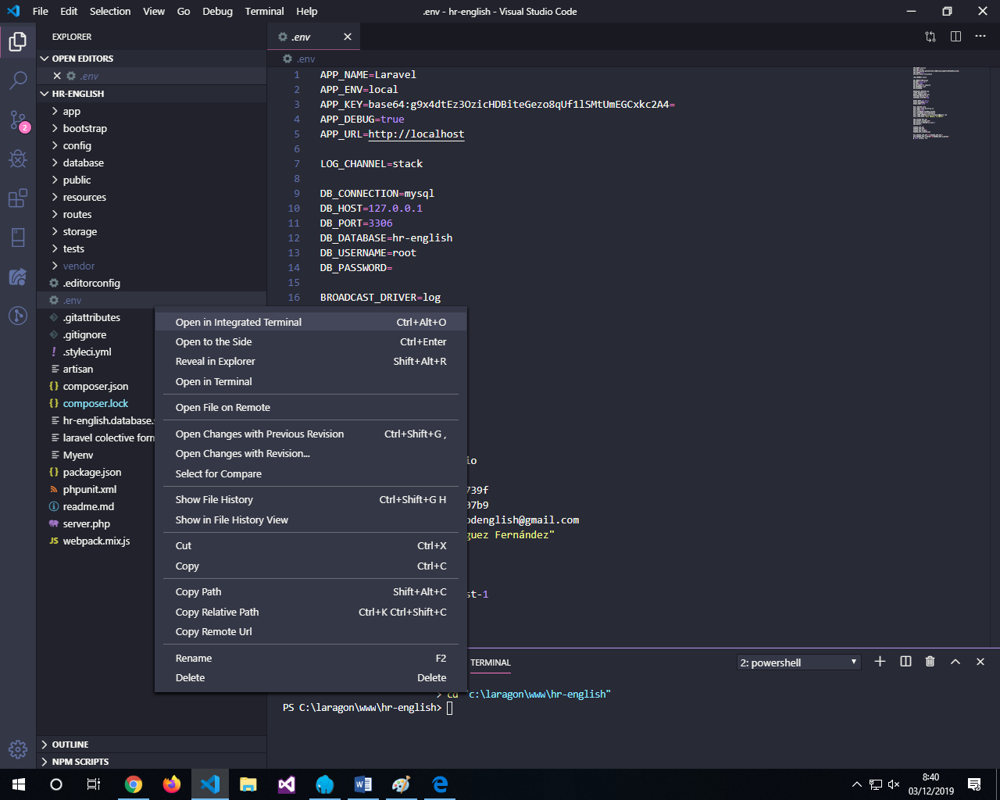 File Edit Selection View Go Debug Terminal Help
.env - hr-english - Visual Studio Code
EXPLORER
OPEN EDITORS
.env
HR-ENGLISH
app
bootstrap
config
database
public
resources
routes
storage
tests
vendor
.editorconfig
.env
.gitattributes
.gitignore
.styleci.yml
artisan
composer.json
composer.lock
hr-english.database.
laravel colective forn
Myenv
package.json
phpunit.xml
readme.md
server.php
JS webpack.mix.js
OUTLINE
NPM SCRIPTS
2
.env
.env
1 APP_NAME=Laravel
2 APP_ENV=local
3 APP_KEY=base64:g9x4dtEz3OzicHDBiteGezo8qUf1lSMtUmEGCxkc2A4=
4 APP_DEBUG=true
5 APP_URL=http://localhost
6
7 LOG_CHANNEL=stack
8
9 DB_CONNECTION=mysql
10 DB_HOST=127.0.0.1
11 DB_PORT=3306
12 DB_DATABASE=hr-english
13 DB_USERNAME=root
14 DB_PASSWORD=
15
16 BROADCAST_DRIVER=log
io
739f
07b9
odenglish@gmail.com
guez Fernández"
st-1
Open in Integrated Terminal Ctrl+Alt+O
Open to the Side Ctrl+Enter
Reveal in Explorer Shift+Alt+R
Open in Terminal
Open File on Remote
Open Changes with Previous Revision Ctrl+Shift+G ,
Open Changes with Revision...
Select for Compare
Show File History Ctrl+Shift+G H
Show in File History View
Cut Ctrl+X
Copy Ctrl+C
Copy Path Shift+Alt+C
Copy Relative Path Ctrl+K Ctrl+Shift+C
Copy Remote Url
Rename F2
Delete Delete
TERMINAL
2: powershell
> cd "c:\laragon\www\hr-english"
PS C:\laragon\www\hr-english>
8:40
03/12/2019